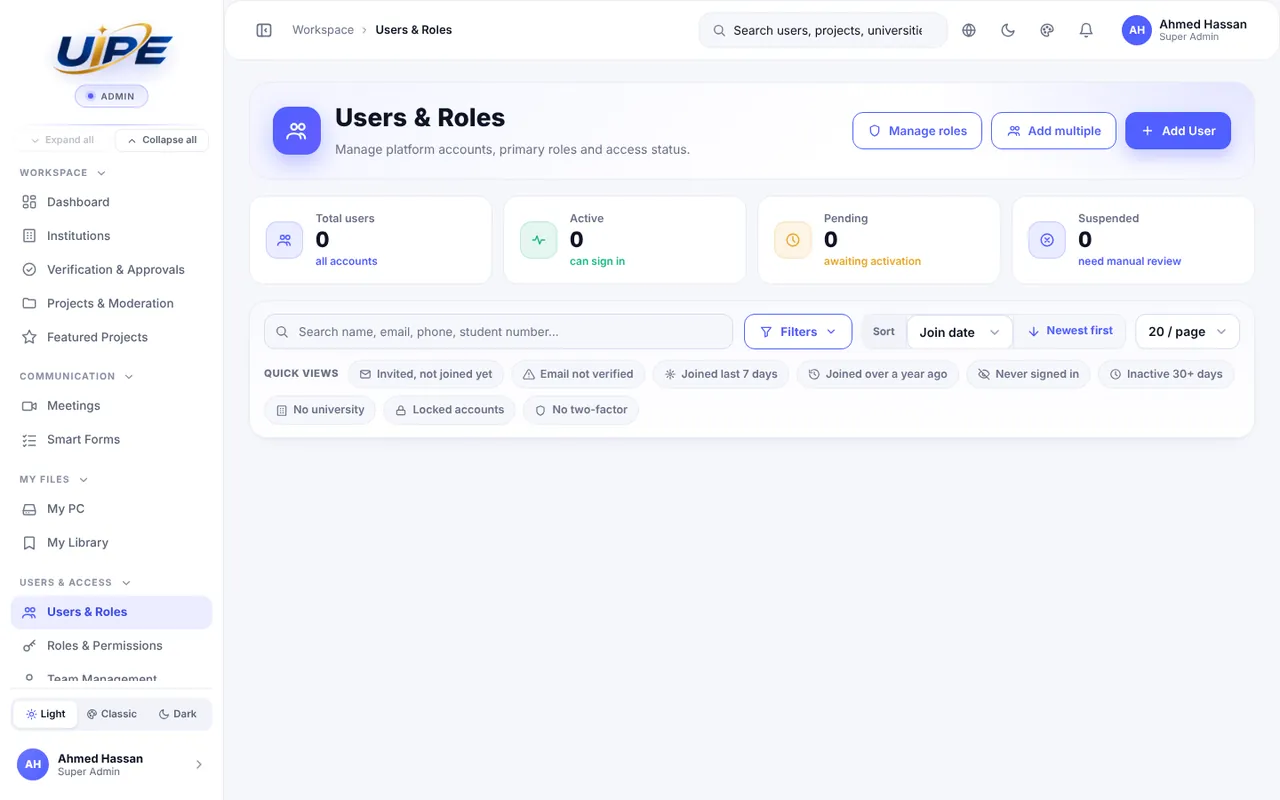 UIPE
ADMIN
Expand all
Collapse all
WORKSPACE
Dashboard
Institutions
Verification & Approvals
Projects & Moderation
Featured Projects
COMMUNICATION
Meetings
Smart Forms
MY FILES
My PC
My Library
USERS & ACCESS
Users & Roles
Roles & Permissions
Team Management
Light Classic Dark
AH
Ahmed Hassan
Super Admin
Workspace > Users & Roles
Search users, projects, universitie
AH
Ahmed Hassan
Super Admin
Users & Roles
Manage platform accounts, primary roles and access status.
Manage roles
Add multiple
+ Add User
Total users
0
all accounts
Active
0
can sign in
Pending
0
awaiting activation
Suspended
0
need manual review
Search name, email, phone, student number...
Filters
Sort
Join date
Newest first
20 / page
QUICK VIEWS
Invited, not joined yet
Email not verified
Joined last 7 days
Joined over a year ago
Never signed in
Inactive 30+ days
No university
Locked accounts
No two-factor